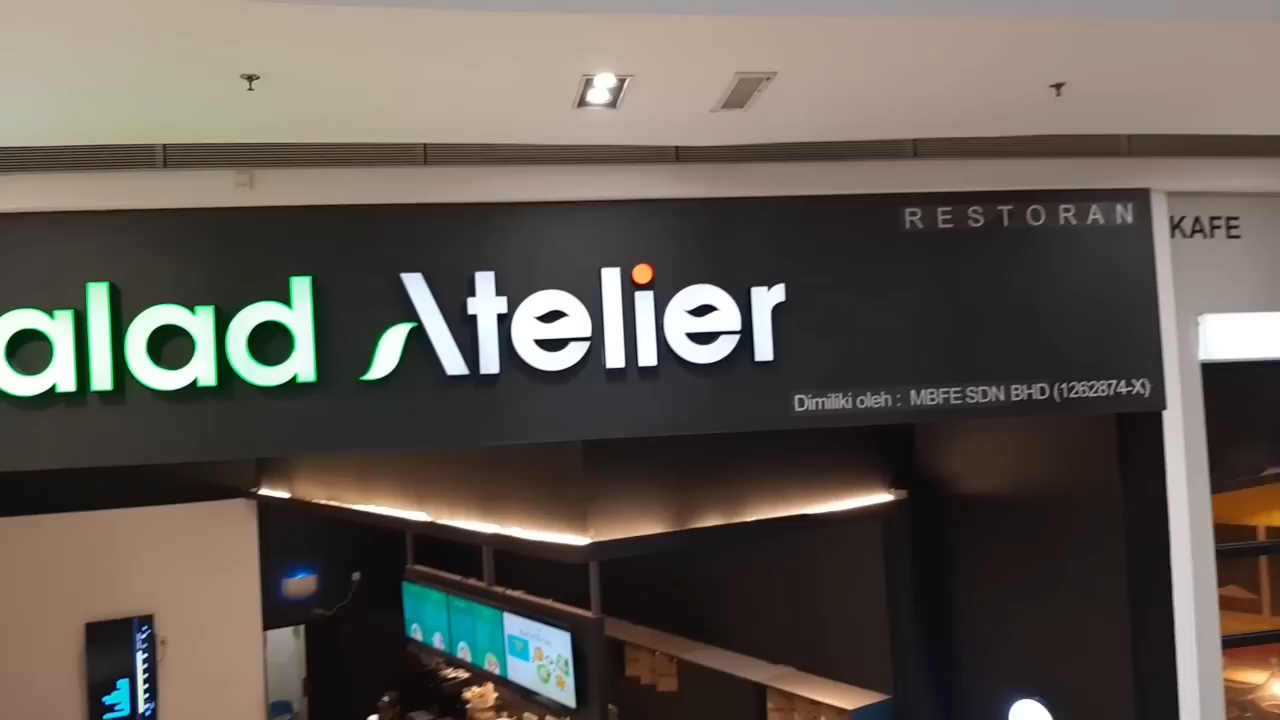 RESTORAN
KAFE
alad Atelier
Dimiliki oleh : MBFE SDN BHD (1262874-X)